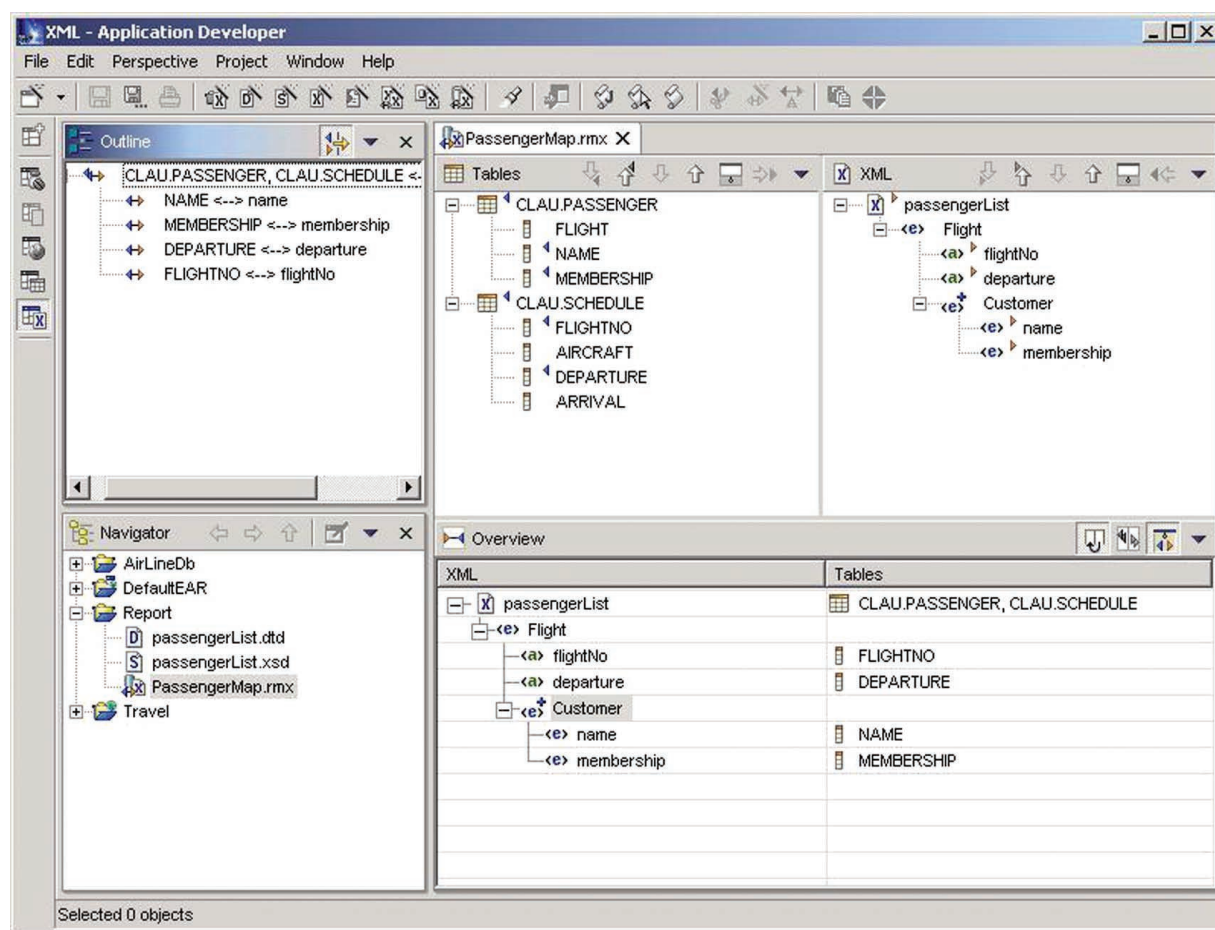 XML - Application Developer
File Edit Perspective Project Window Help
Outline
CLAU.PASSENGER, CLAU.SCHEDULE <-
NAME <--> name
MEMBERSHIP <--> membership
DEPARTURE <--> departure
FLIGHTNO <--> flightNo
PassengerMap.rmx
Tables
CLAU.PASSENGER
FLIGHT
NAME
MEMBERSHIP
CLAU.SCHEDULE
FLIGHTNO
AIRCRAFT
DEPARTURE
ARRIVAL
XML
passengerList
<e> Flight
<a> flightNo
<a> departure
<e> Customer
<e> name
<e> membership
Navigator
AirLineDb
DefaultEAR
Report
passengerList.dtd
passengerList.xsd
PassengerMap.rmx
Travel
Overview
XML Tables
passengerList CLAU.PASSENGER, CLAU.SCHEDULE
<e> Flight
<a> flightNo FLIGHTNO
<a> departure DEPARTURE
<e> Customer
<e> name NAME
<e> membership MEMBERSHIP
Selected 0 objects